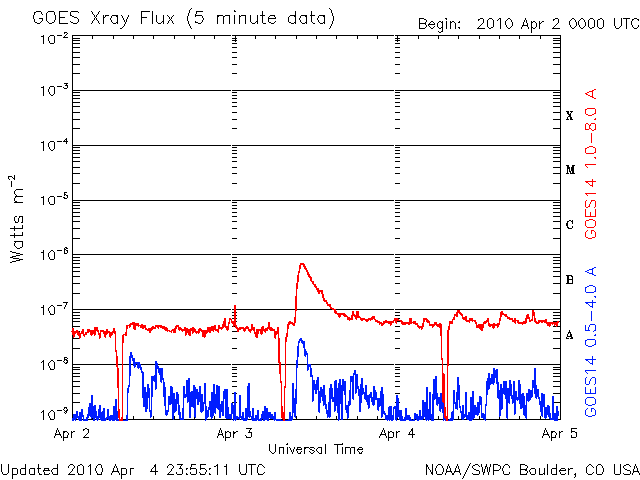 GOES Xray Flux (5 minute data)
Begin: 2010 Apr 2 0000 UTC
10⁻²
10⁻³
10⁻⁴
10⁻⁵
10⁻⁶
10⁻⁷
10⁻⁸
10⁻⁹
Watts m⁻²
X
M
C
B
A
GOES14 1.0–8.0 A
GOES14 0.5–4.0 A
Apr 2
Apr 3
Apr 4
Apr 5
Universal Time
Updated 2010 Apr 4 23:55:11 UTC
NOAA/SWPC Boulder, CO USA